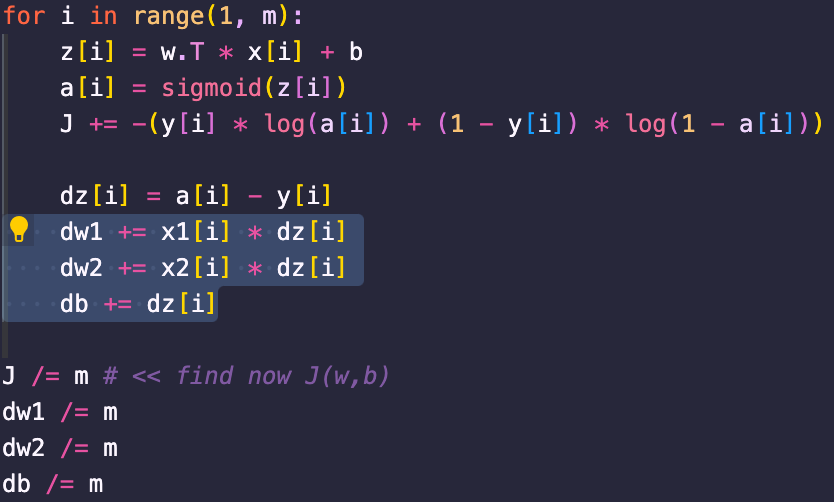 for i in range(1, m):
    z[i] = w.T * x[i] + b
    a[i] = sigmoid(z[i])
    J += -(y[i] * log(a[i]) + (1 - y[i]) * log(1 - a[i]))

    dz[i] = a[i] - y[i]
    dw1 += x1[i] * dz[i]
    dw2 += x2[i] * dz[i]
    db += dz[i]

J /= m # << find now J(w,b)
dw1 /= m
dw2 /= m
db /= m